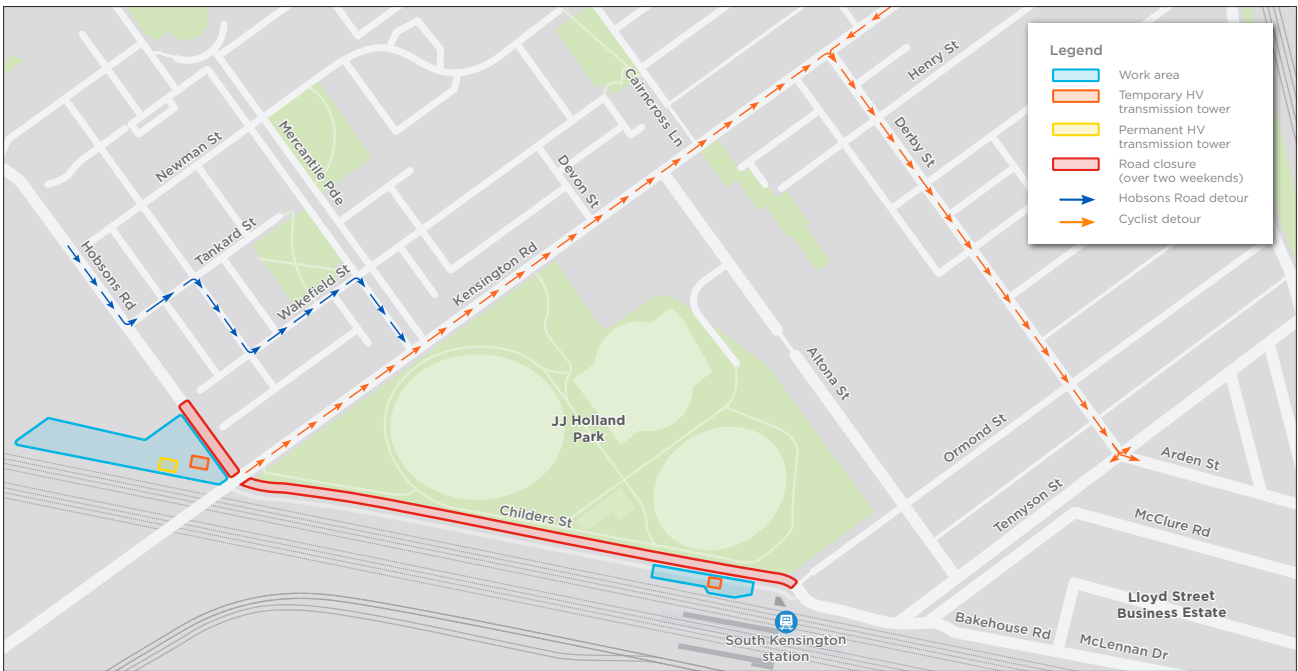 Legend
Work area
Temporary HV
transmission tower
Permanent HV
transmission tower
Road closure
(over two weekends)
Hobsons Road detour
Cyclist detour
Henry St
Cairncross Ln
Derby St
Newman St
Mercantile Pde
Devon St
Tankard St
Hobsons Rd
Wakefield St
Kensington Rd
Altona St
JJ Holland
Park
Ormond St
Arden St
Tennyson St
Childers St
McClure Rd
Lloyd Street
Business Estate
Bakehouse Rd
McLennan Dr
South Kensington
station